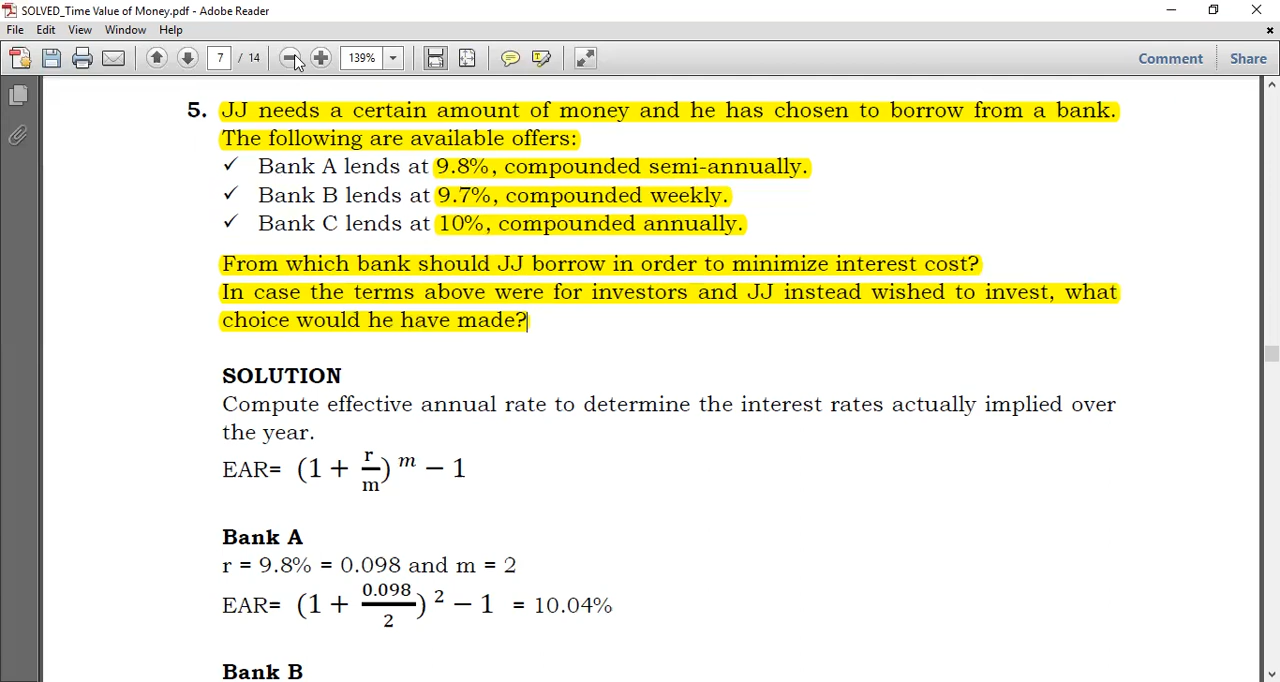 SOLVED_Time Value of Money.pdf - Adobe Reader
File Edit View Window Help
7 / 14 139% Comment Share
5. JJ needs a certain amount of money and he has chosen to borrow from a bank.
The following are available offers:
✓ Bank A lends at 9.8%, compounded semi-annually.
✓ Bank B lends at 9.7%, compounded weekly.
✓ Bank C lends at 10%, compounded annually.
From which bank should JJ borrow in order to minimize interest cost?
In case the terms above were for investors and JJ instead wished to invest, what
choice would he have made?
SOLUTION
Compute effective annual rate to determine the interest rates actually implied over
the year.
EAR= (1 + r/m)^m − 1
Bank A
r = 9.8% = 0.098 and m = 2
EAR= (1 + 0.098/2)^2 − 1 = 10.04%
Bank B